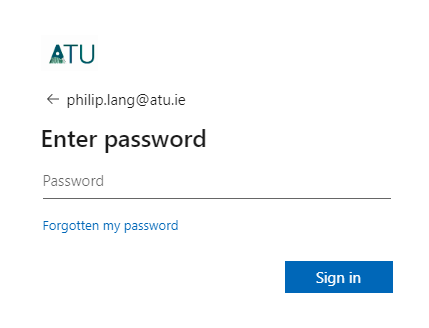 ATU
philip.lang@atu.ie
Enter password
Password
Forgotten my password
Sign in